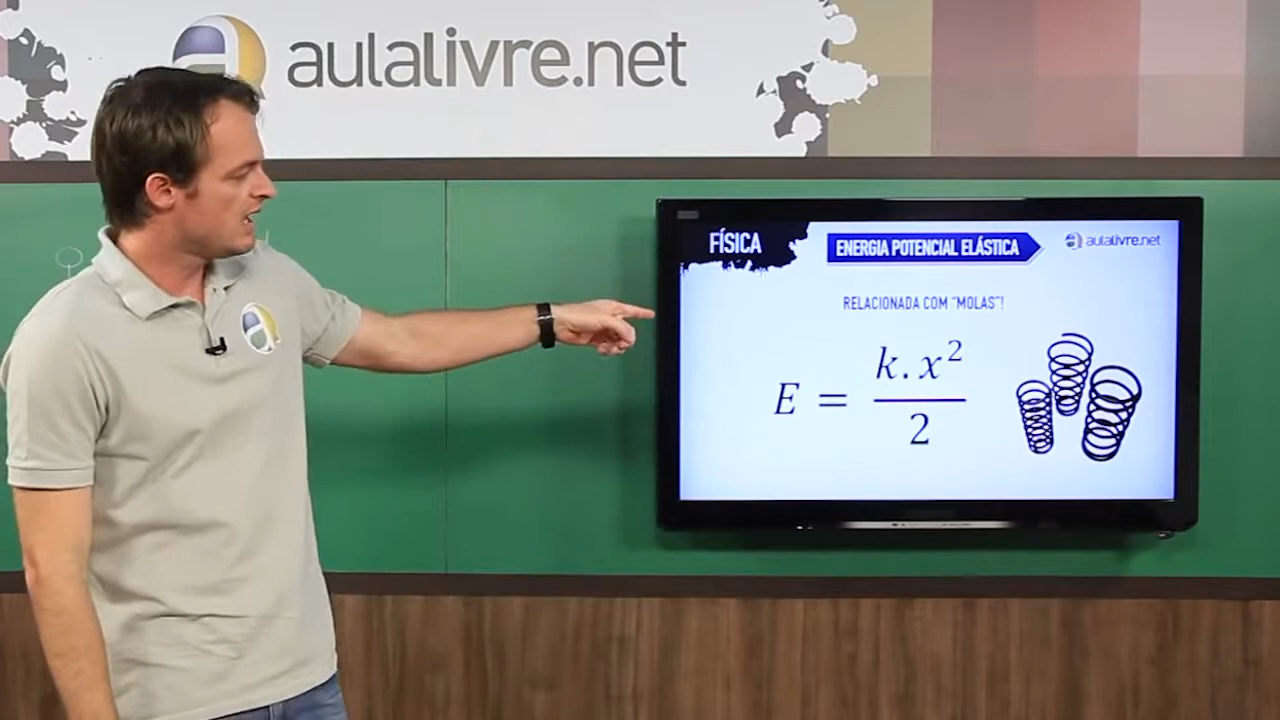 aulalivre.net
FÍSICA
ENERGIA POTENCIAL ELÁSTICA
aulalivre.net
RELACIONADA COM "MOLAS"!
E = k.x²/2